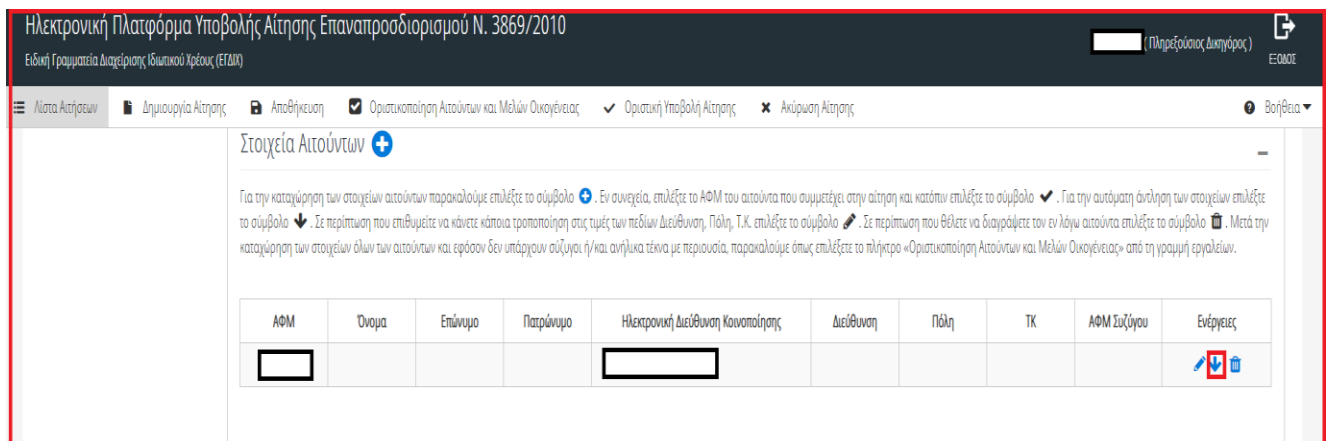 Ηλεκτρονική Πλατφόρμα Υποβολής Αίτησης Επαναπροσδιορισμού Ν. 3869/2010
Ειδική Γραμματεία Διαχείρισης Ιδιωτικού Χρέους (ΕΓΔΙΧ)
( Πληρεξούσιος Δικηγόρος )
ΕΞΟΔΟΣ
Λίστα Αιτήσεων Δημιουργία Αίτησης Αποθήκευση Οριστικοποίηση Αιτούντων και Μελών Οικογένειας Οριστική Υποβολή Αίτησης Ακύρωση Αίτησης Βοήθεια
Στοιχεία Αιτούντων
Για την καταχώρηση των στοιχείων αιτούντων παρακαλούμε επιλέξτε το σύμβολο . Εν συνεχεία, επιλέξτε το ΑΦΜ του αιτούντα που συμμετέχει στην αίτηση και κατόπιν επιλέξτε το σύμβολο . Για την αυτόματη άντληση των στοιχείων επιλέξτε
το σύμβολο . Σε περίπτωση που επιθυμείτε να κάνετε κάποια τροποποίηση στις τιμές των πεδίων Διεύθυνση, Πόλη, Τ.Κ. επιλέξτε το σύμβολο . Σε περίπτωση που θέλετε να διαγράψετε τον εν λόγω αιτούντα επιλέξτε το σύμβολο . Μετά την
καταχώρηση των στοιχείων όλων των αιτούντων και εφόσον δεν υπάρχουν σύζυγοι ή/και ανήλικα τέκνα με περιουσία, παρακαλούμε όπως επιλέξετε το πλήκτρο «Οριστικοποίηση Αιτούντων και Μελών Οικογένειας» από τη γραμμή εργαλείων.
ΑΦΜ Όνομα Επώνυμο Πατρώνυμο Ηλεκτρονική Διεύθυνση Κοινοποίησης Διεύθυνση Πόλη ΤΚ ΑΦΜ Συζύγου Ενέργειες